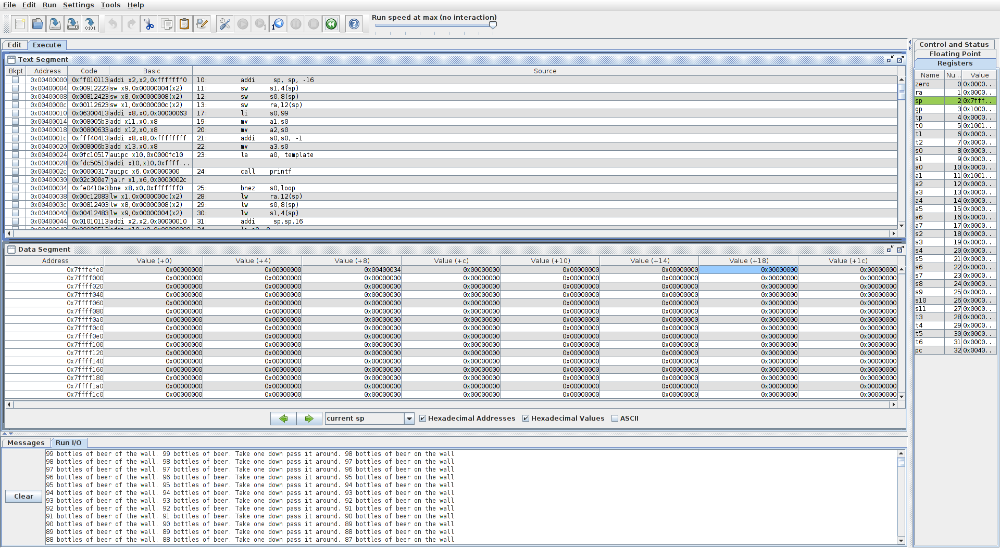 File Edit Run Settings Tools Help
Run speed at max (no interaction)
0101
Edit Execute
Text Segment
Bkpt Address Code Basic Source
0x00400000 0xff010113 addi x2,x2,0xfffffff0 10: addi sp, sp, -16
0x00400004 0x00912223 sw x9,0x00000004(x2) 11: sw s1,4(sp)
0x00400008 0x00812423 sw x8,0x00000008(x2) 12: sw s0,8(sp)
0x0040000c 0x00112623 sw x1,0x0000000c(x2) 13: sw ra,12(sp)
0x00400010 0x06300413 addi x8,x0,0x00000063 17: li s0,99
0x00400014 0x008005b3 add x11,x0,x8 19: mv a1,s0
0x00400018 0x00800633 add x12,x0,x8 20: mv a2,s0
0x0040001c 0xfff40413 addi x8,x8,0xffffffff 21: addi s0,s0, -1
0x00400020 0x008006b3 add x13,x0,x8 22: mv a3,s0
0x00400024 0x0fc10517 auipc x10,0x0000fc10 23: la a0, template
0x00400028 0xfdc50513 addi x10,x10,0xffff...
0x0040002c 0x00000317 auipc x6,0x00000000 24: call printf
0x00400030 0x02c300e7 jalr x1,x6,0x0000002c
0x00400034 0xfe0410e3 bne x8,x0,0xfffffff0 25: bnez s0,loop
0x00400038 0x00c12083 lw x1,0x0000000c(x2) 28: lw ra,12(sp)
0x0040003c 0x00812403 lw x8,0x00000008(x2) 29: lw s0,8(sp)
0x00400040 0x00412483 lw x9,0x00000004(x2) 30: lw s1,4(sp)
0x00400044 0x01010113 addi x2,x2,0x00000010 31: addi sp,sp,16
Data Segment
Address Value (+0) Value (+4) Value (+8) Value (+c) Value (+10) Value (+14) Value (+18) Value (+1c)
0x7fffefe0 0x00000000 0x00000000 0x00400034 0x00000000 0x00000000 0x00000000 0x00000000 0x00000000
0x7ffff000 0x00000000 0x00000000 0x00000000 0x00000000 0x00000000 0x00000000 0x00000000 0x00000000
0x7ffff020 0x00000000 0x00000000 0x00000000 0x00000000 0x00000000 0x00000000 0x00000000 0x00000000
0x7ffff040 0x00000000 0x00000000 0x00000000 0x00000000 0x00000000 0x00000000 0x00000000 0x00000000
0x7ffff060 0x00000000 0x00000000 0x00000000 0x00000000 0x00000000 0x00000000 0x00000000 0x00000000
0x7ffff080 0x00000000 0x00000000 0x00000000 0x00000000 0x00000000 0x00000000 0x00000000 0x00000000
0x7ffff0a0 0x00000000 0x00000000 0x00000000 0x00000000 0x00000000 0x00000000 0x00000000 0x00000000
0x7ffff0c0 0x00000000 0x00000000 0x00000000 0x00000000 0x00000000 0x00000000 0x00000000 0x00000000
0x7ffff0e0 0x00000000 0x00000000 0x00000000 0x00000000 0x00000000 0x00000000 0x00000000 0x00000000
0x7ffff100 0x00000000 0x00000000 0x00000000 0x00000000 0x00000000 0x00000000 0x00000000 0x00000000
0x7ffff120 0x00000000 0x00000000 0x00000000 0x00000000 0x00000000 0x00000000 0x00000000 0x00000000
0x7ffff140 0x00000000 0x00000000 0x00000000 0x00000000 0x00000000 0x00000000 0x00000000 0x00000000
0x7ffff160 0x00000000 0x00000000 0x00000000 0x00000000 0x00000000 0x00000000 0x00000000 0x00000000
0x7ffff180 0x00000000 0x00000000 0x00000000 0x00000000 0x00000000 0x00000000 0x00000000 0x00000000
0x7ffff1a0 0x00000000 0x00000000 0x00000000 0x00000000 0x00000000 0x00000000 0x00000000 0x00000000
0x7ffff1c0 0x00000000 0x00000000 0x00000000 0x00000000 0x00000000 0x00000000 0x00000000 0x00000000
current sp Hexadecimal Addresses Hexadecimal Values ASCII
Messages Run I/O
Clear
99 bottles of beer of the wall. 99 bottles of beer. Take one down pass it around. 98 bottles of beer on the wall
98 bottles of beer of the wall. 98 bottles of beer. Take one down pass it around. 97 bottles of beer on the wall
97 bottles of beer of the wall. 97 bottles of beer. Take one down pass it around. 96 bottles of beer on the wall
96 bottles of beer of the wall. 96 bottles of beer. Take one down pass it around. 95 bottles of beer on the wall
95 bottles of beer of the wall. 95 bottles of beer. Take one down pass it around. 94 bottles of beer on the wall
94 bottles of beer of the wall. 94 bottles of beer. Take one down pass it around. 93 bottles of beer on the wall
93 bottles of beer of the wall. 93 bottles of beer. Take one down pass it around. 92 bottles of beer on the wall
92 bottles of beer of the wall. 92 bottles of beer. Take one down pass it around. 91 bottles of beer on the wall
91 bottles of beer of the wall. 91 bottles of beer. Take one down pass it around. 90 bottles of beer on the wall
90 bottles of beer of the wall. 90 bottles of beer. Take one down pass it around. 89 bottles of beer on the wall
89 bottles of beer of the wall. 89 bottles of beer. Take one down pass it around. 88 bottles of beer on the wall
88 bottles of beer of the wall. 88 bottles of beer. Take one down pass it around. 87 bottles of beer on the wall
Control and Status
Floating Point
Registers
Name Nu... Value
zero 0 0x0000...
ra 1 0x0000...
sp 2 0x7fff...
gp 3 0x1000...
tp 4 0x0000...
t0 5 0x1001...
t1 6 0x0000...
t2 7 0x0000...
s0 8 0x0000...
s1 9 0x0000...
a0 10 0x0000...
a1 11 0x1001...
a2 12 0x0000...
a3 13 0x0000...
a4 14 0x0000...
a5 15 0x0000...
a6 16 0x0000...
a7 17 0x0000...
s2 18 0x0000...
s3 19 0x0000...
s4 20 0x0000...
s5 21 0x0000...
s6 22 0x0000...
s7 23 0x0000...
s8 24 0x0000...
s9 25 0x0000...
s10 26 0x0000...
s11 27 0x0000...
t3 28 0x0000...
t4 29 0x0000...
t5 30 0x0000...
t6 31 0x0000...
pc 32 0x0040...